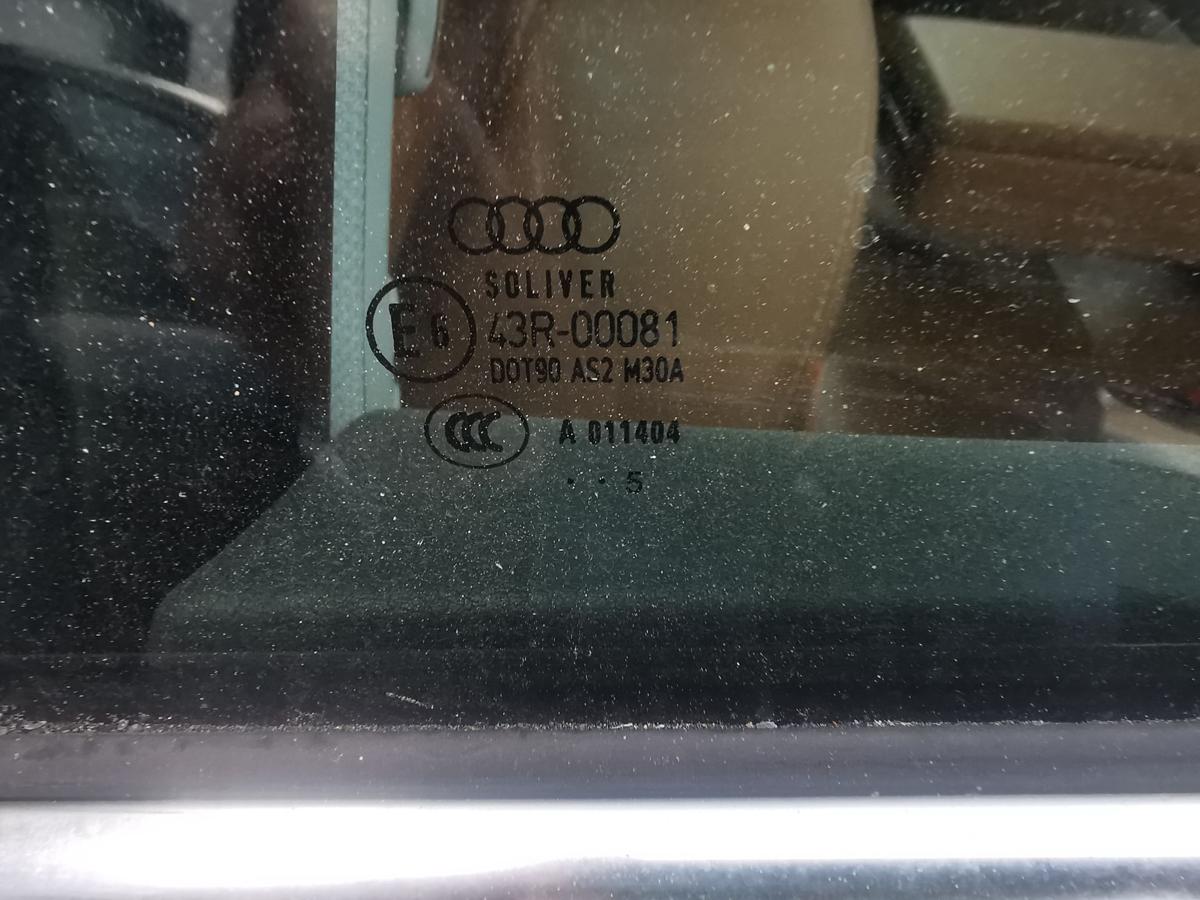 SOLIVER
E6 43R-00081
DOT90 AS2 M30A
CCC A 011404
. . 5